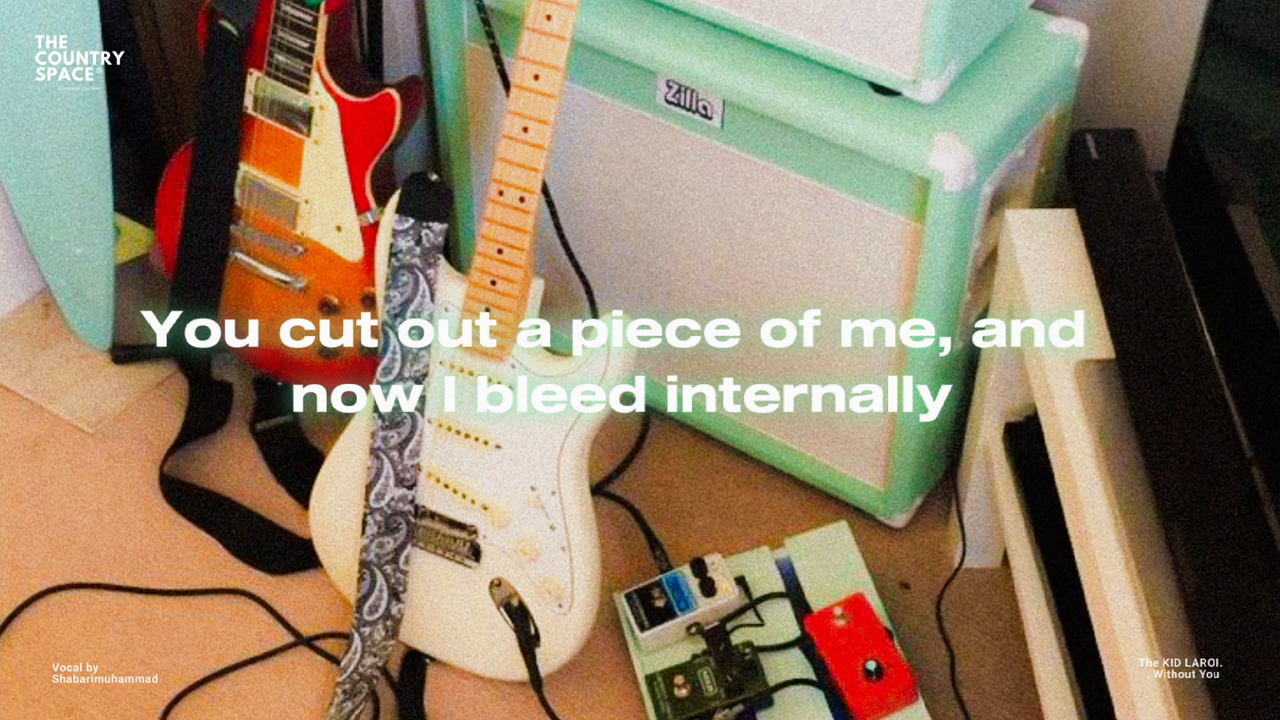 THE
COUNTRY
SPACE
Zilla
You cut out a piece of me, and
now I bleed internally
Vocal by
Shabarimuhammad
The KID LAROI.
Without You